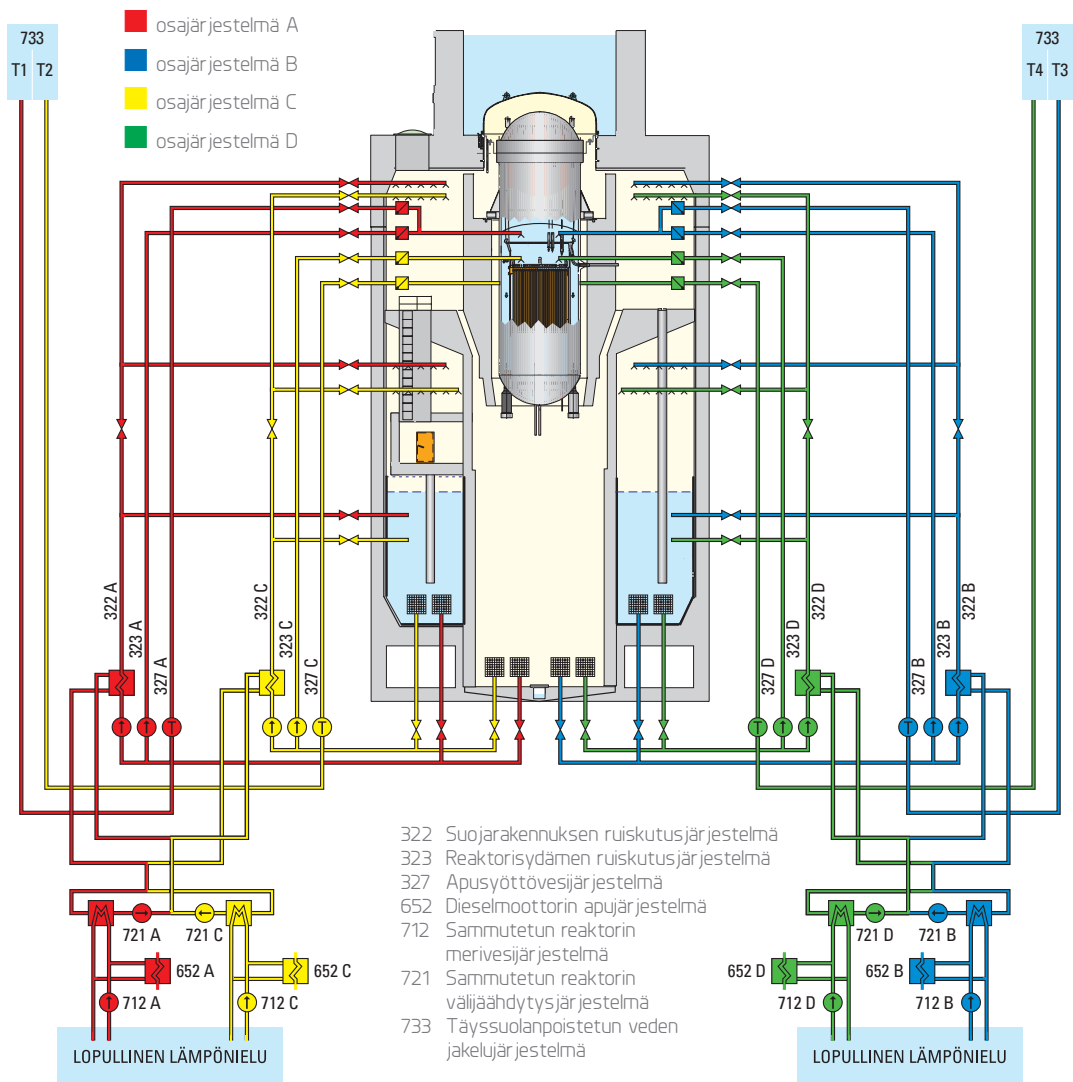 733
T1 T2
osajärjestelmä A
osajärjestelmä B
osajärjestelmä C
osajärjestelmä D
733
T4 T3
322 A
323 A
327 A
322 C
323 C
327 C
327 D
323 D
322 D
327 B
323 B
322 B
322 Suojarakennuksen ruiskutusjärjestelmä
323 Reaktorisydämen ruiskutusjärjestelmä
327 Apusyöttövesijärjestelmä
652 Dieselmoottorin apujärjestelmä
712 Sammutetun reaktorin
merivesijärjestelmä
721 Sammutetun reaktorin
välijäähdytysjärjestelmä
733 Täyssuolanpoistetun veden
jakelujärjestelmä
721 A
721 C
652 A
652 C
712 A
712 C
LOPULLINEN LÄMPÖNIELU
721 D
721 B
652 D
652 B
712 D
712 B
LOPULLINEN LÄMPÖNIELU